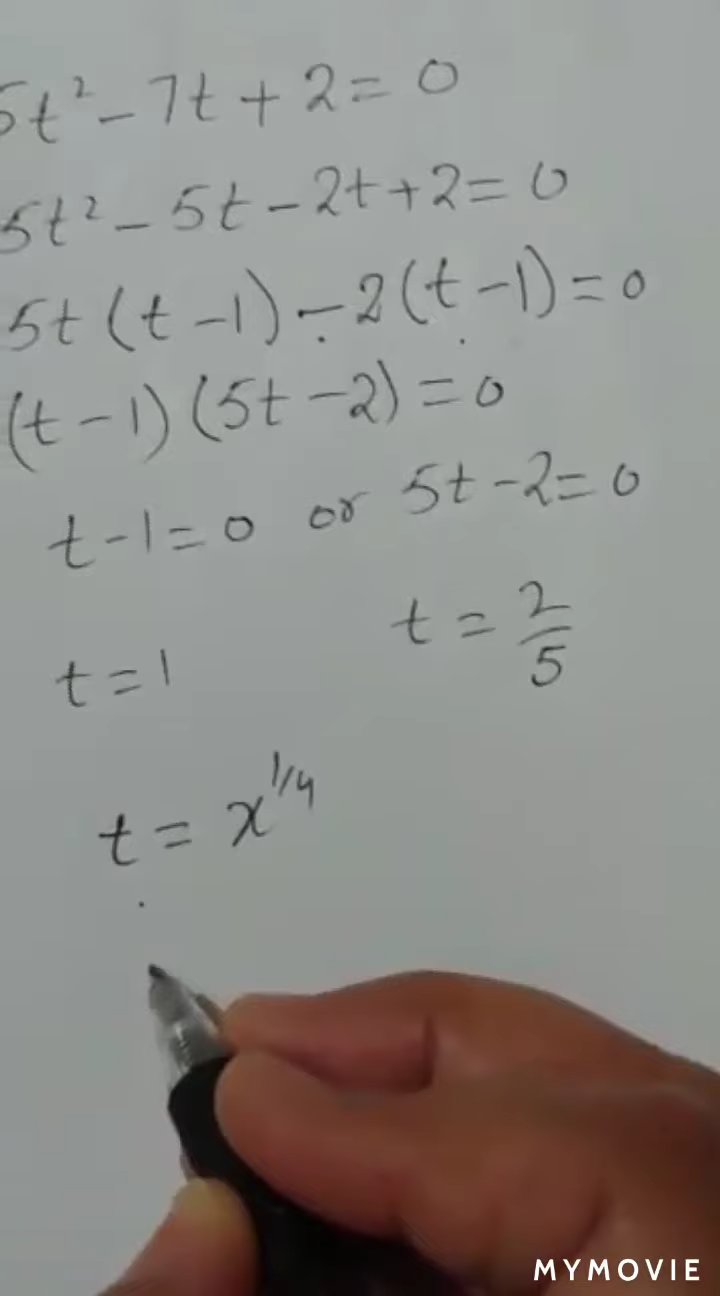 5t² - 7t + 2 = 0
5t² - 5t - 2t + 2 = 0
5t (t - 1) - 2 (t - 1) = 0
(t - 1) (5t - 2) = 0
t - 1 = 0 or 5t - 2 = 0
t = 1 t = 2/5
t = x^1/4
MYMOVIE